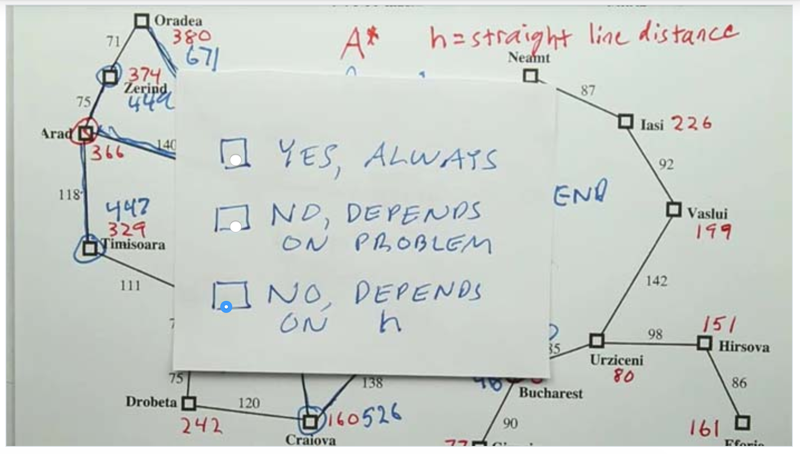 Oradea
71
380
671
A*
h=straight line distance
Neamt
374
Zerind
449
87
75
Arad
140
366
YES, ALWAYS
Iasi 226
92
118
447
329
Timisoara
NO, DEPENDS
ON PROBLEM
END
Vaslui
199
111
NO, DEPENDS
ON h
142
151
98
Hirsova
Urziceni
80
75
138
86
Drobeta
120
Bucharest
242
160 526
Craiova
90
161